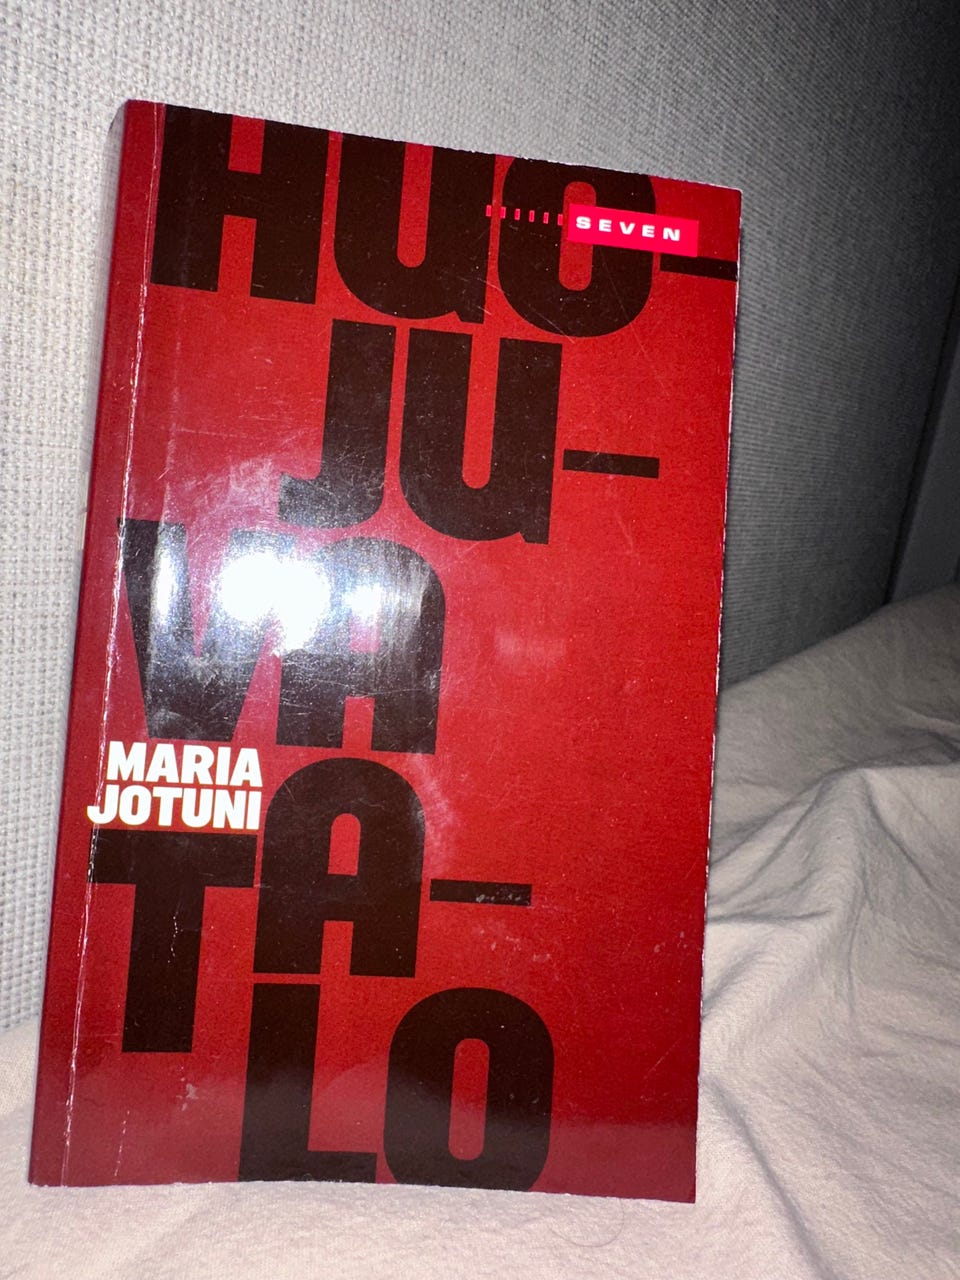 HUO-
SEVEN
JU-
VA
MARIA
JOTUNI
TA-
LO